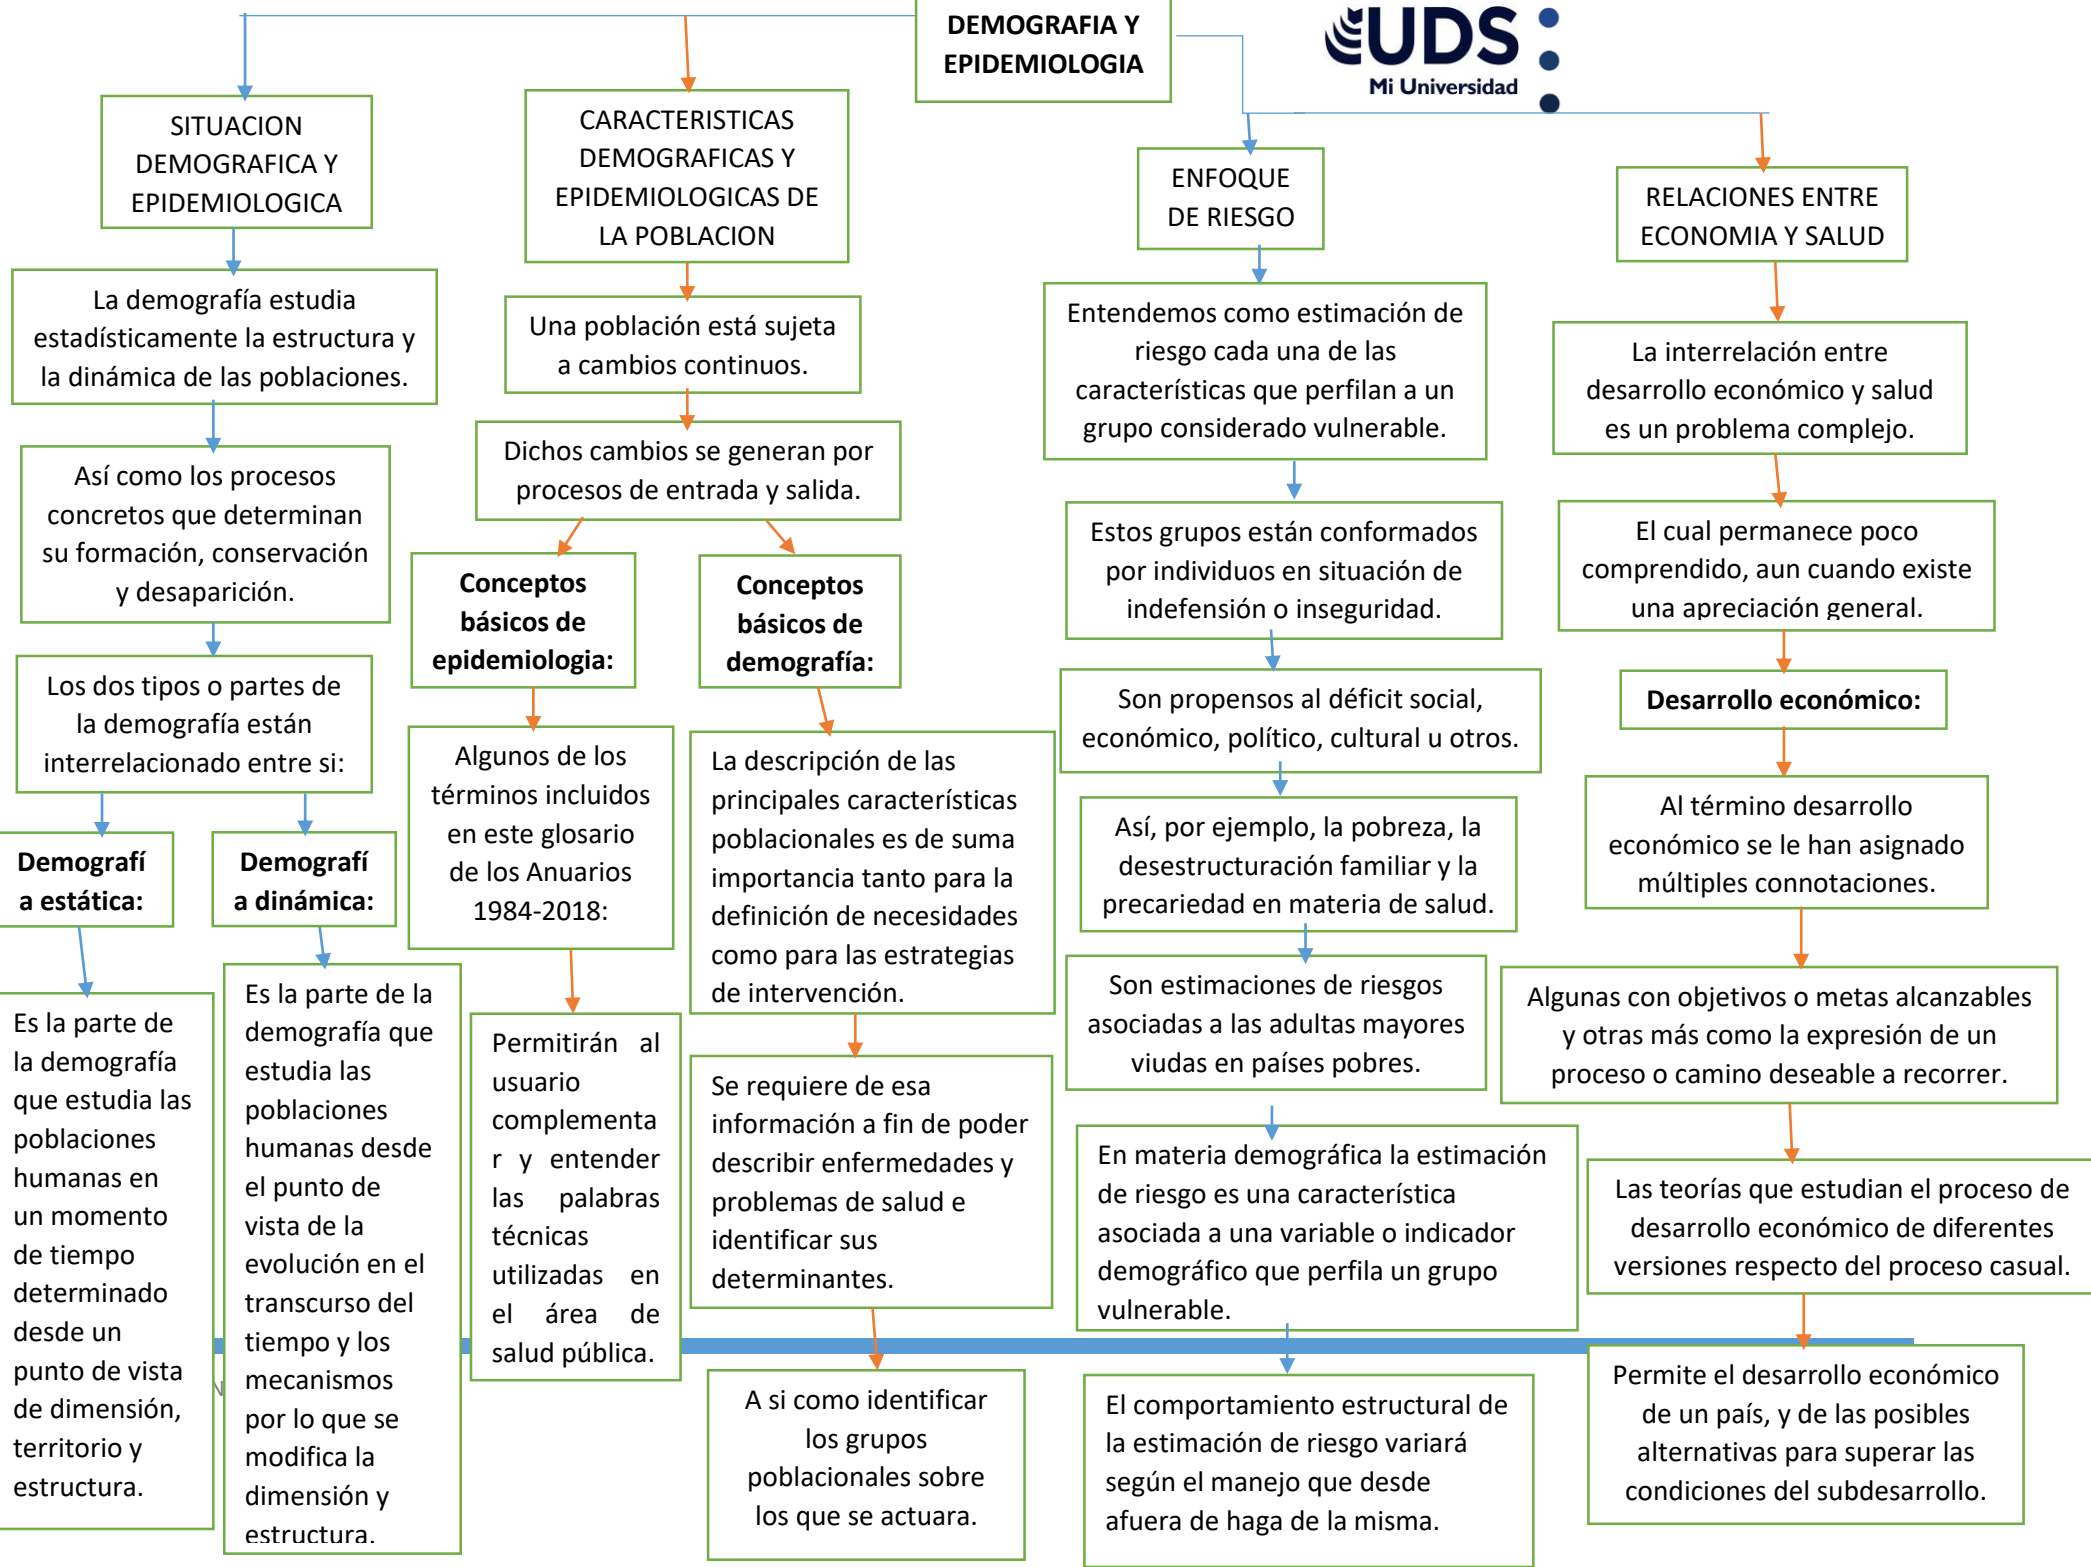 DEMOGRAFIA Y
EPIDEMIOLOGIA
UDS
Mi Universidad
SITUACION
DEMOGRAFICA Y
EPIDEMIOLOGICA
La demografía estudia
estadísticamente la estructura y
la dinámica de las poblaciones.
Así como los procesos
concretos que determinan
su formación, conservación
y desaparición.
Los dos tipos o partes de
la demografía están
interrelacionado entre si:
Demografí
a estática:
Es la parte de
la demografía
que estudia las
poblaciones
humanas en
un momento
de tiempo
determinado
desde un
punto de vista
de dimensión,
territorio y
estructura.
Demografí
a dinámica:
Es la parte de la
demografía que
estudia las
poblaciones
humanas desde
el punto de
vista de la
evolución en el
transcurso del
tiempo y los
mecanismos
por lo que se
modifica la
dimensión y
estructura.
CARACTERISTICAS
DEMOGRAFICAS Y
EPIDEMIOLOGICAS DE
LA POBLACION
Una población está sujeta
a cambios continuos.
Dichos cambios se generan por
procesos de entrada y salida.
Conceptos
básicos de
epidemiologia:
Algunos de los
términos incluidos
en este glosario
de los Anuarios
1984-2018:
Permitirán al
usuario
complementa
r y entender
las palabras
técnicas
utilizadas en
el área de
salud pública.
Conceptos
básicos de
demografía:
La descripción de las
principales características
poblacionales es de suma
importancia tanto para la
definición de necesidades
como para las estrategias
de intervención.
Se requiere de esa
información a fin de poder
describir enfermedades y
problemas de salud e
identificar sus
determinantes.
A si como identificar
los grupos
poblacionales sobre
los que se actuara.
ENFOQUE
DE RIESGO
Entendemos como estimación de
riesgo cada una de las
características que perfilan a un
grupo considerado vulnerable.
Estos grupos están conformados
por individuos en situación de
indefensión o inseguridad.
Son propensos al déficit social,
económico, político, cultural u otros.
Así, por ejemplo, la pobreza, la
desestructuración familiar y la
precariedad en materia de salud.
Son estimaciones de riesgos
asociadas a las adultas mayores
viudas en países pobres.
En materia demográfica la estimación
de riesgo es una característica
asociada a una variable o indicador
demográfico que perfila un grupo
vulnerable.
El comportamiento estructural de
la estimación de riesgo variará
según el manejo que desde
afuera de haga de la misma.
RELACIONES ENTRE
ECONOMIA Y SALUD
La interrelación entre
desarrollo económico y salud
es un problema complejo.
El cual permanece poco
comprendido, aun cuando existe
una apreciación general.
Desarrollo económico:
Al término desarrollo
económico se le han asignado
múltiples connotaciones.
Algunas con objetivos o metas alcanzables
y otras más como la expresión de un
proceso o camino deseable a recorrer.
Las teorías que estudian el proceso de
desarrollo económico de diferentes
versiones respecto del proceso casual.
Permite el desarrollo económico
de un país, y de las posibles
alternativas para superar las
condiciones del subdesarrollo.